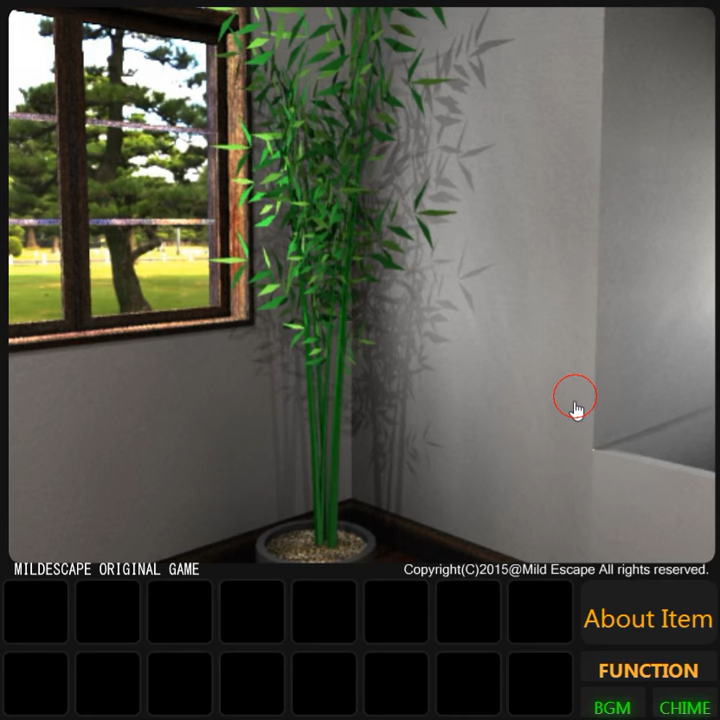 MILDESCAPE ORIGINAL GAME
Copyright(C)2015@Mild Escape All rights reserved.
About Item
FUNCTION
BGM
CHIME